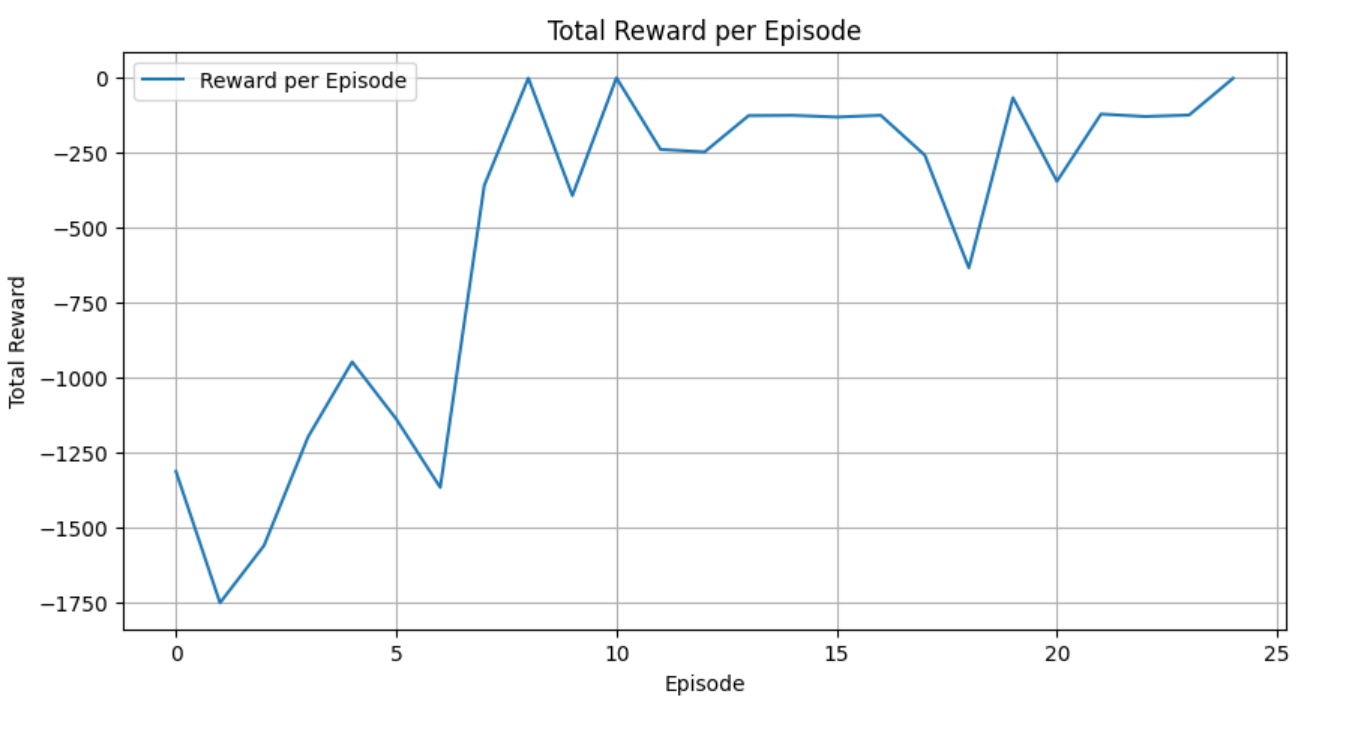 Total Reward per Episode
Reward per Episode
0
−250
−500
−750
−1000
−1250
−1500
−1750
Total Reward
0 5 10 15 20 25
Episode